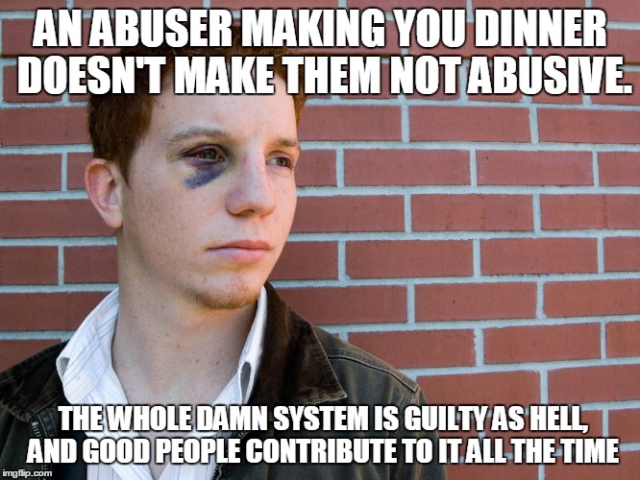 AN ABUSER MAKING YOU DINNER
DOESN'T MAKE THEM NOT ABUSIVE.
THE WHOLE DAMN SYSTEM IS GUILTY AS HELL,
AND GOOD PEOPLE CONTRIBUTE TO IT ALL THE TIME
imgflip.com